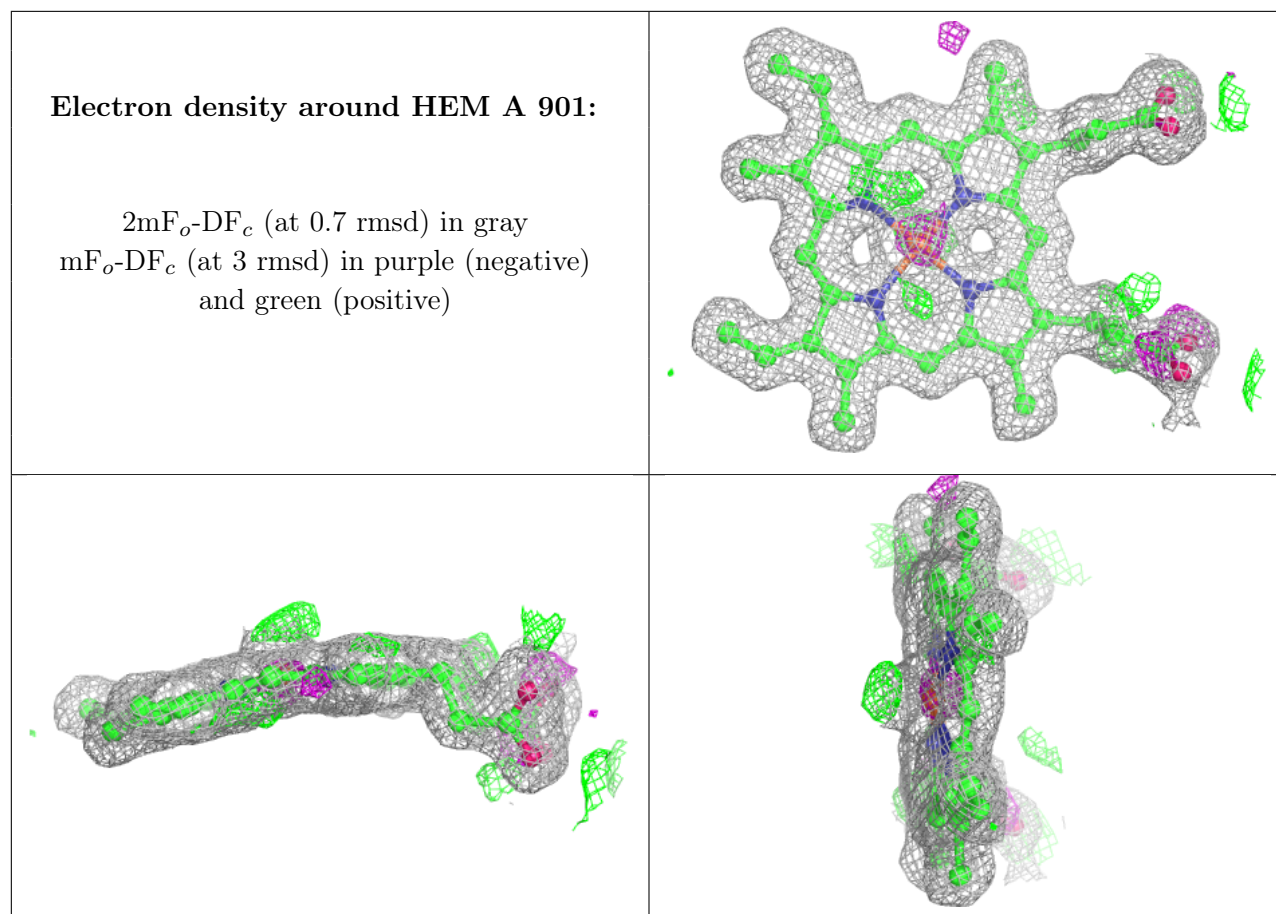 Electron density around HEM A 901:
2mFo-DFc (at 0.7 rmsd) in gray
mFo-DFc (at 3 rmsd) in purple (negative)
and green (positive)